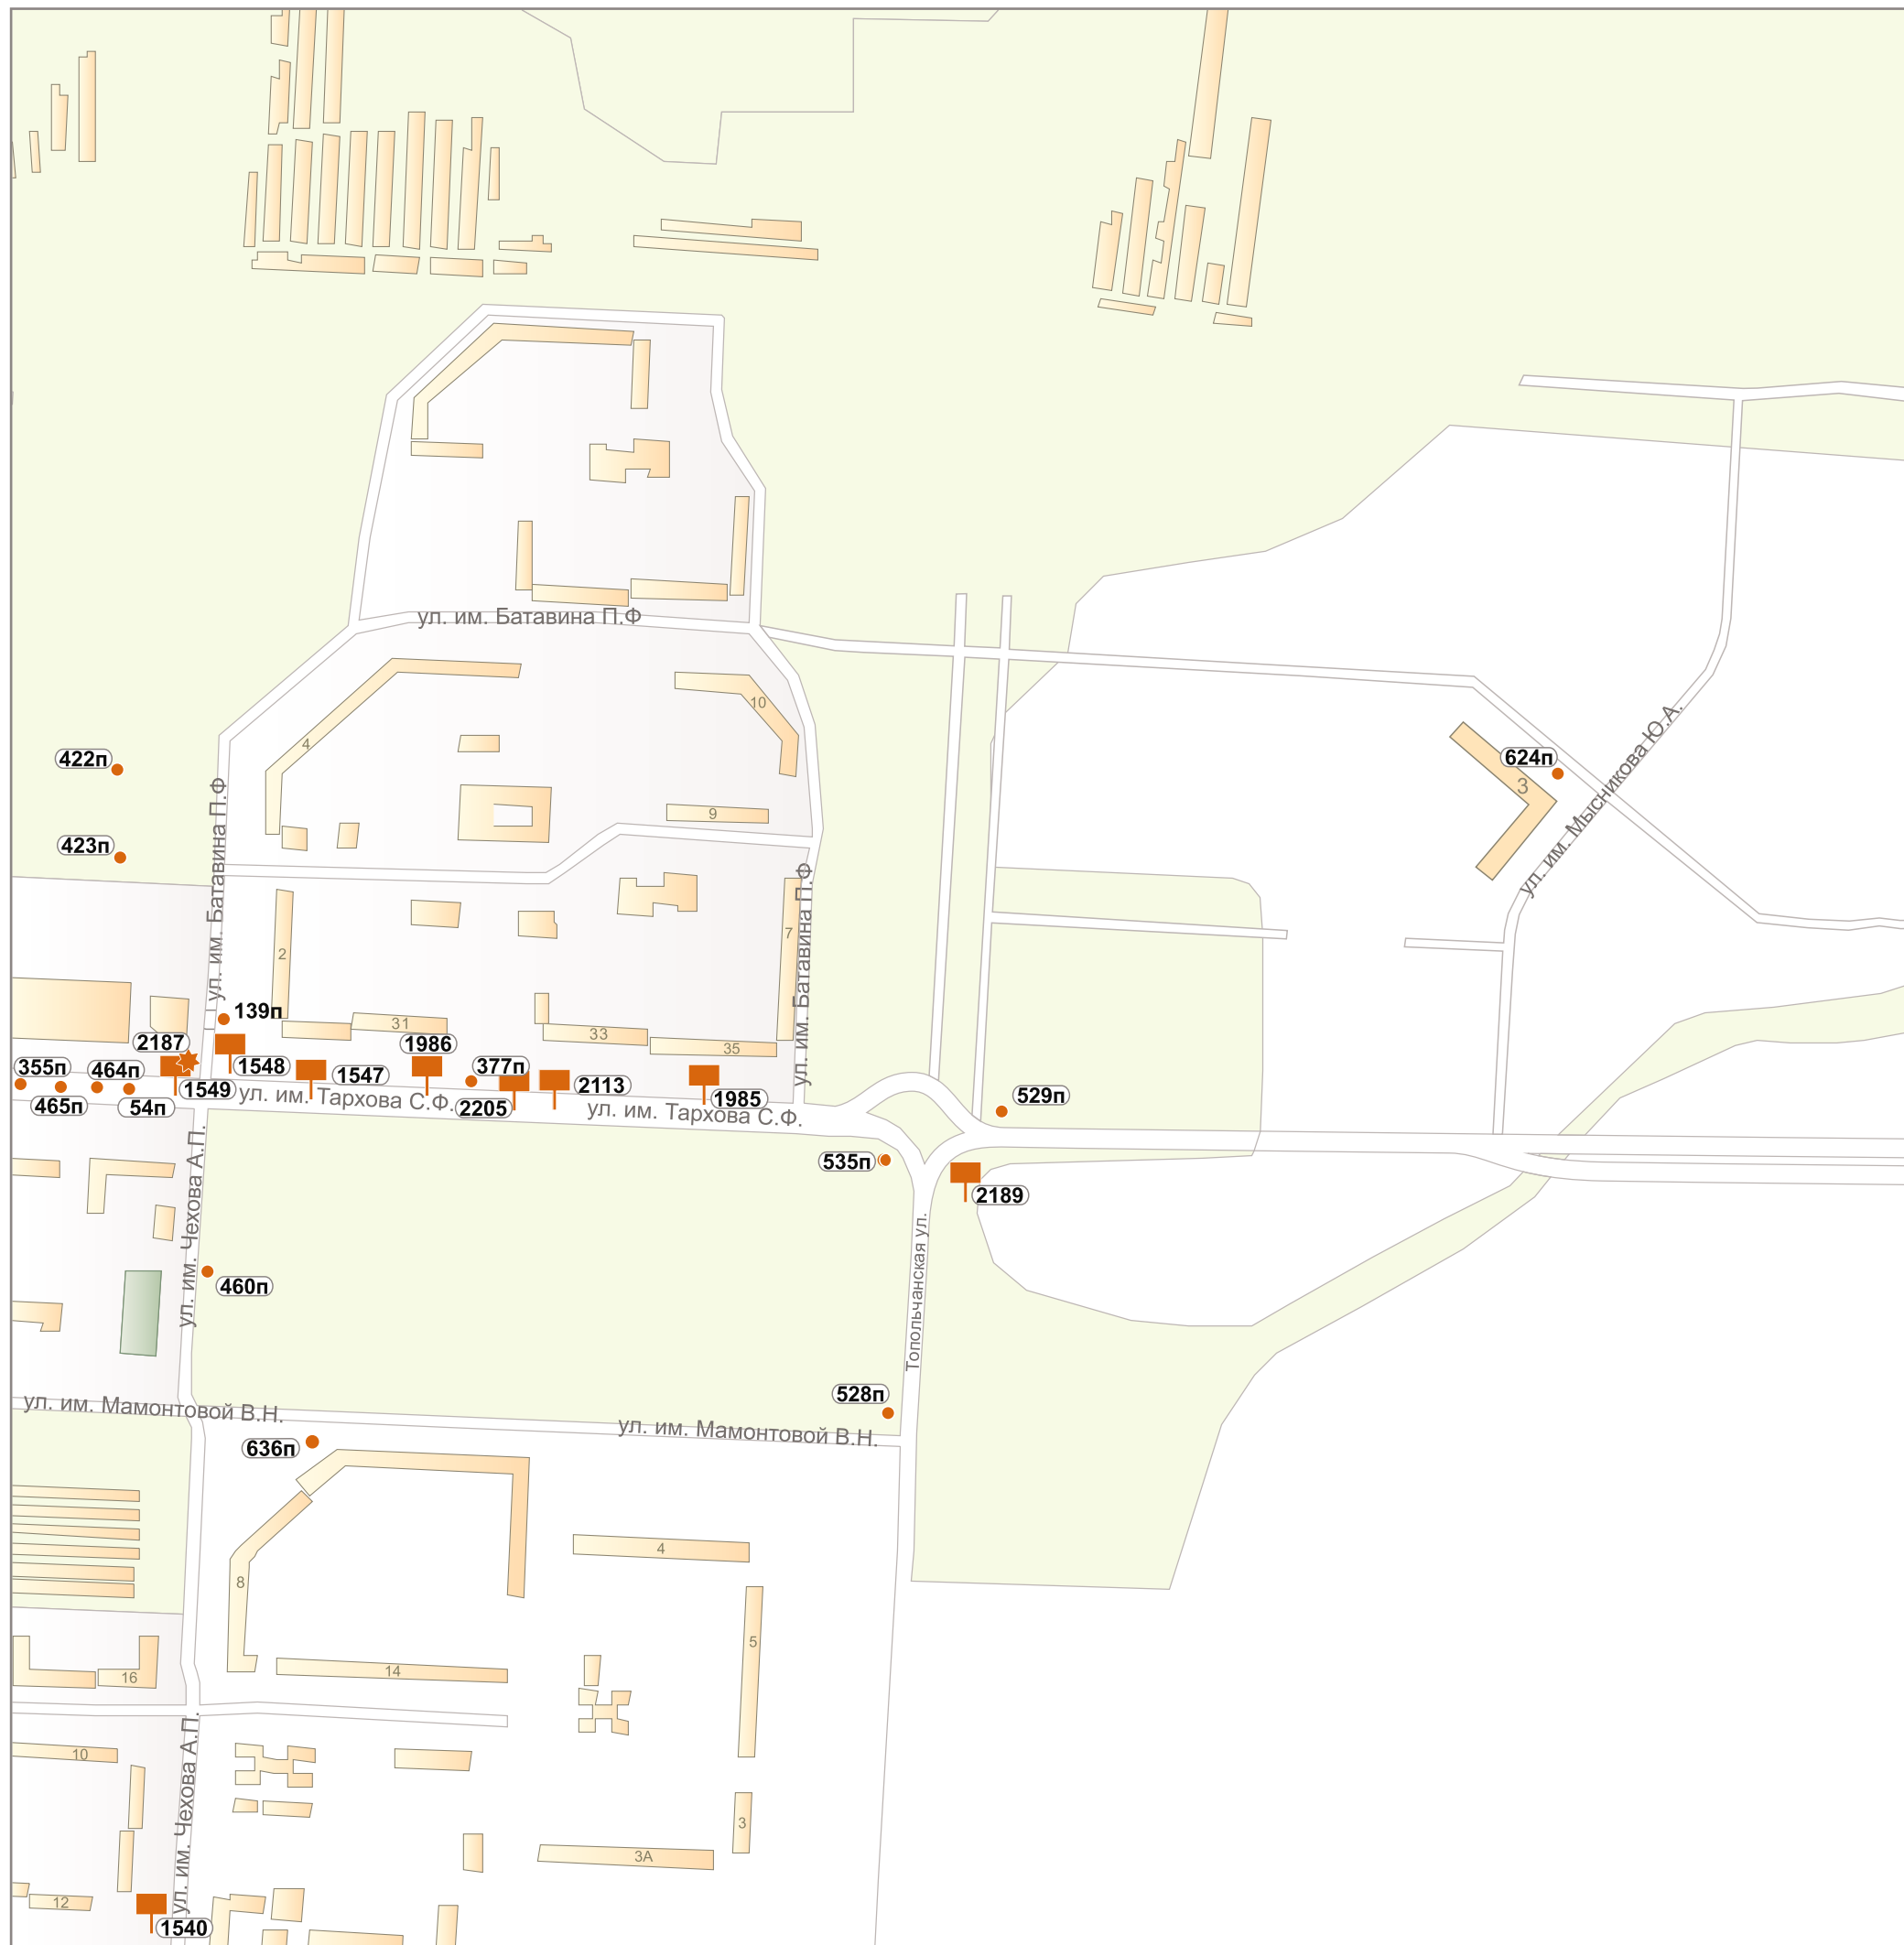 ул. им. Батавина П.Ф
4
10
422п
624п
3
ул. им. Мысникова Ю.А.
9
423п
ул. им. Батавина П.Ф
ул. им. Батавина П.Ф
2
7
139п
31
33
35
2187
1986
355п
464п
1548
1547
377п
2113
1985
465п
54п
1549
2205
529п
ул. им. Тархова С.Ф.
ул. им. Тархова С.Ф.
535п
2189
ул. им. Чехова А.П.
Топольчанская ул.
460п
528п
ул. им. Мамонтовой В.Н.
ул. им. Мамонтовой В.Н.
636п
4
8
5
14
16
10
ул. им. Чехова А.П.
3
3А
12
1540